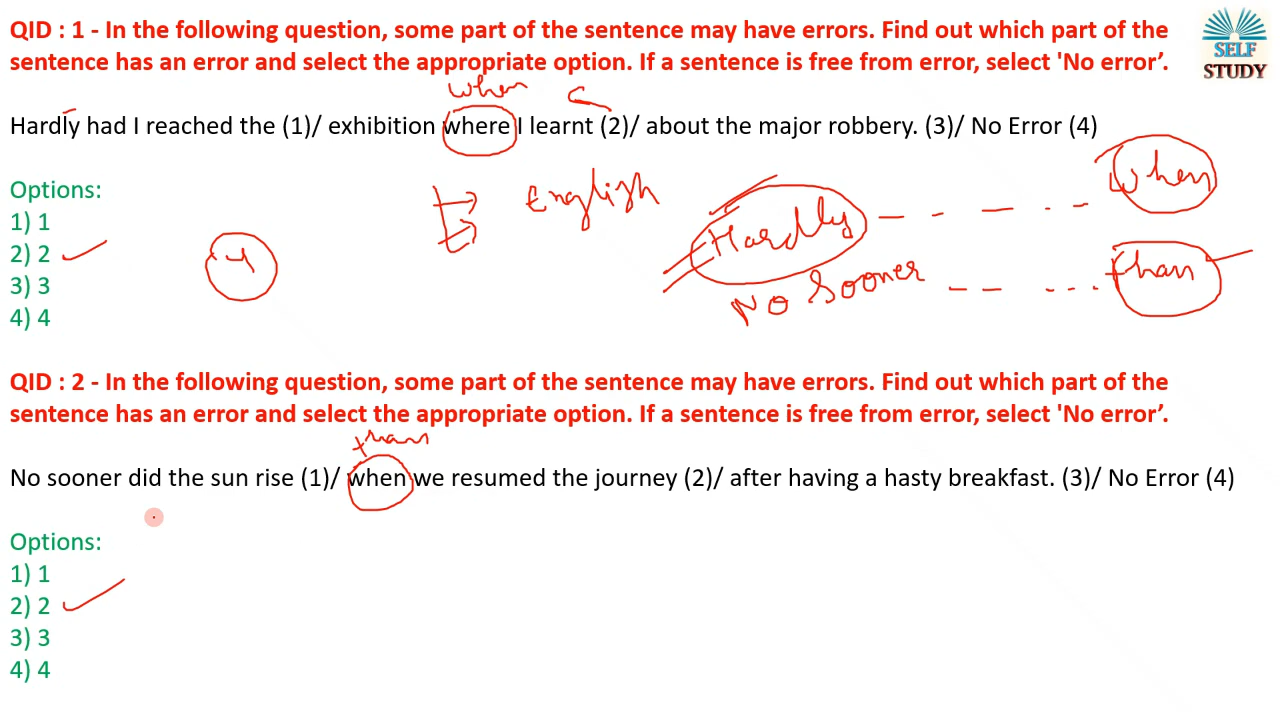 QID : 1 - In the following question, some part of the sentence may have errors. Find out which part of the
sentence has an error and select the appropriate option. If a sentence is free from error, select 'No error’.
SELF
STUDY
when
Hardly had I reached the (1)/ exhibition where I learnt (2)/ about the major robbery. (3)/ No Error (4)
Options:
1) 1
2) 2
3) 3
4) 4
4
English
Hardly - - - - - when
No Sooner - - - - - than
QID : 2 - In the following question, some part of the sentence may have errors. Find out which part of the
sentence has an error and select the appropriate option. If a sentence is free from error, select 'No error’.
than
No sooner did the sun rise (1)/ when we resumed the journey (2)/ after having a hasty breakfast. (3)/ No Error (4)
Options:
1) 1
2) 2
3) 3
4) 4